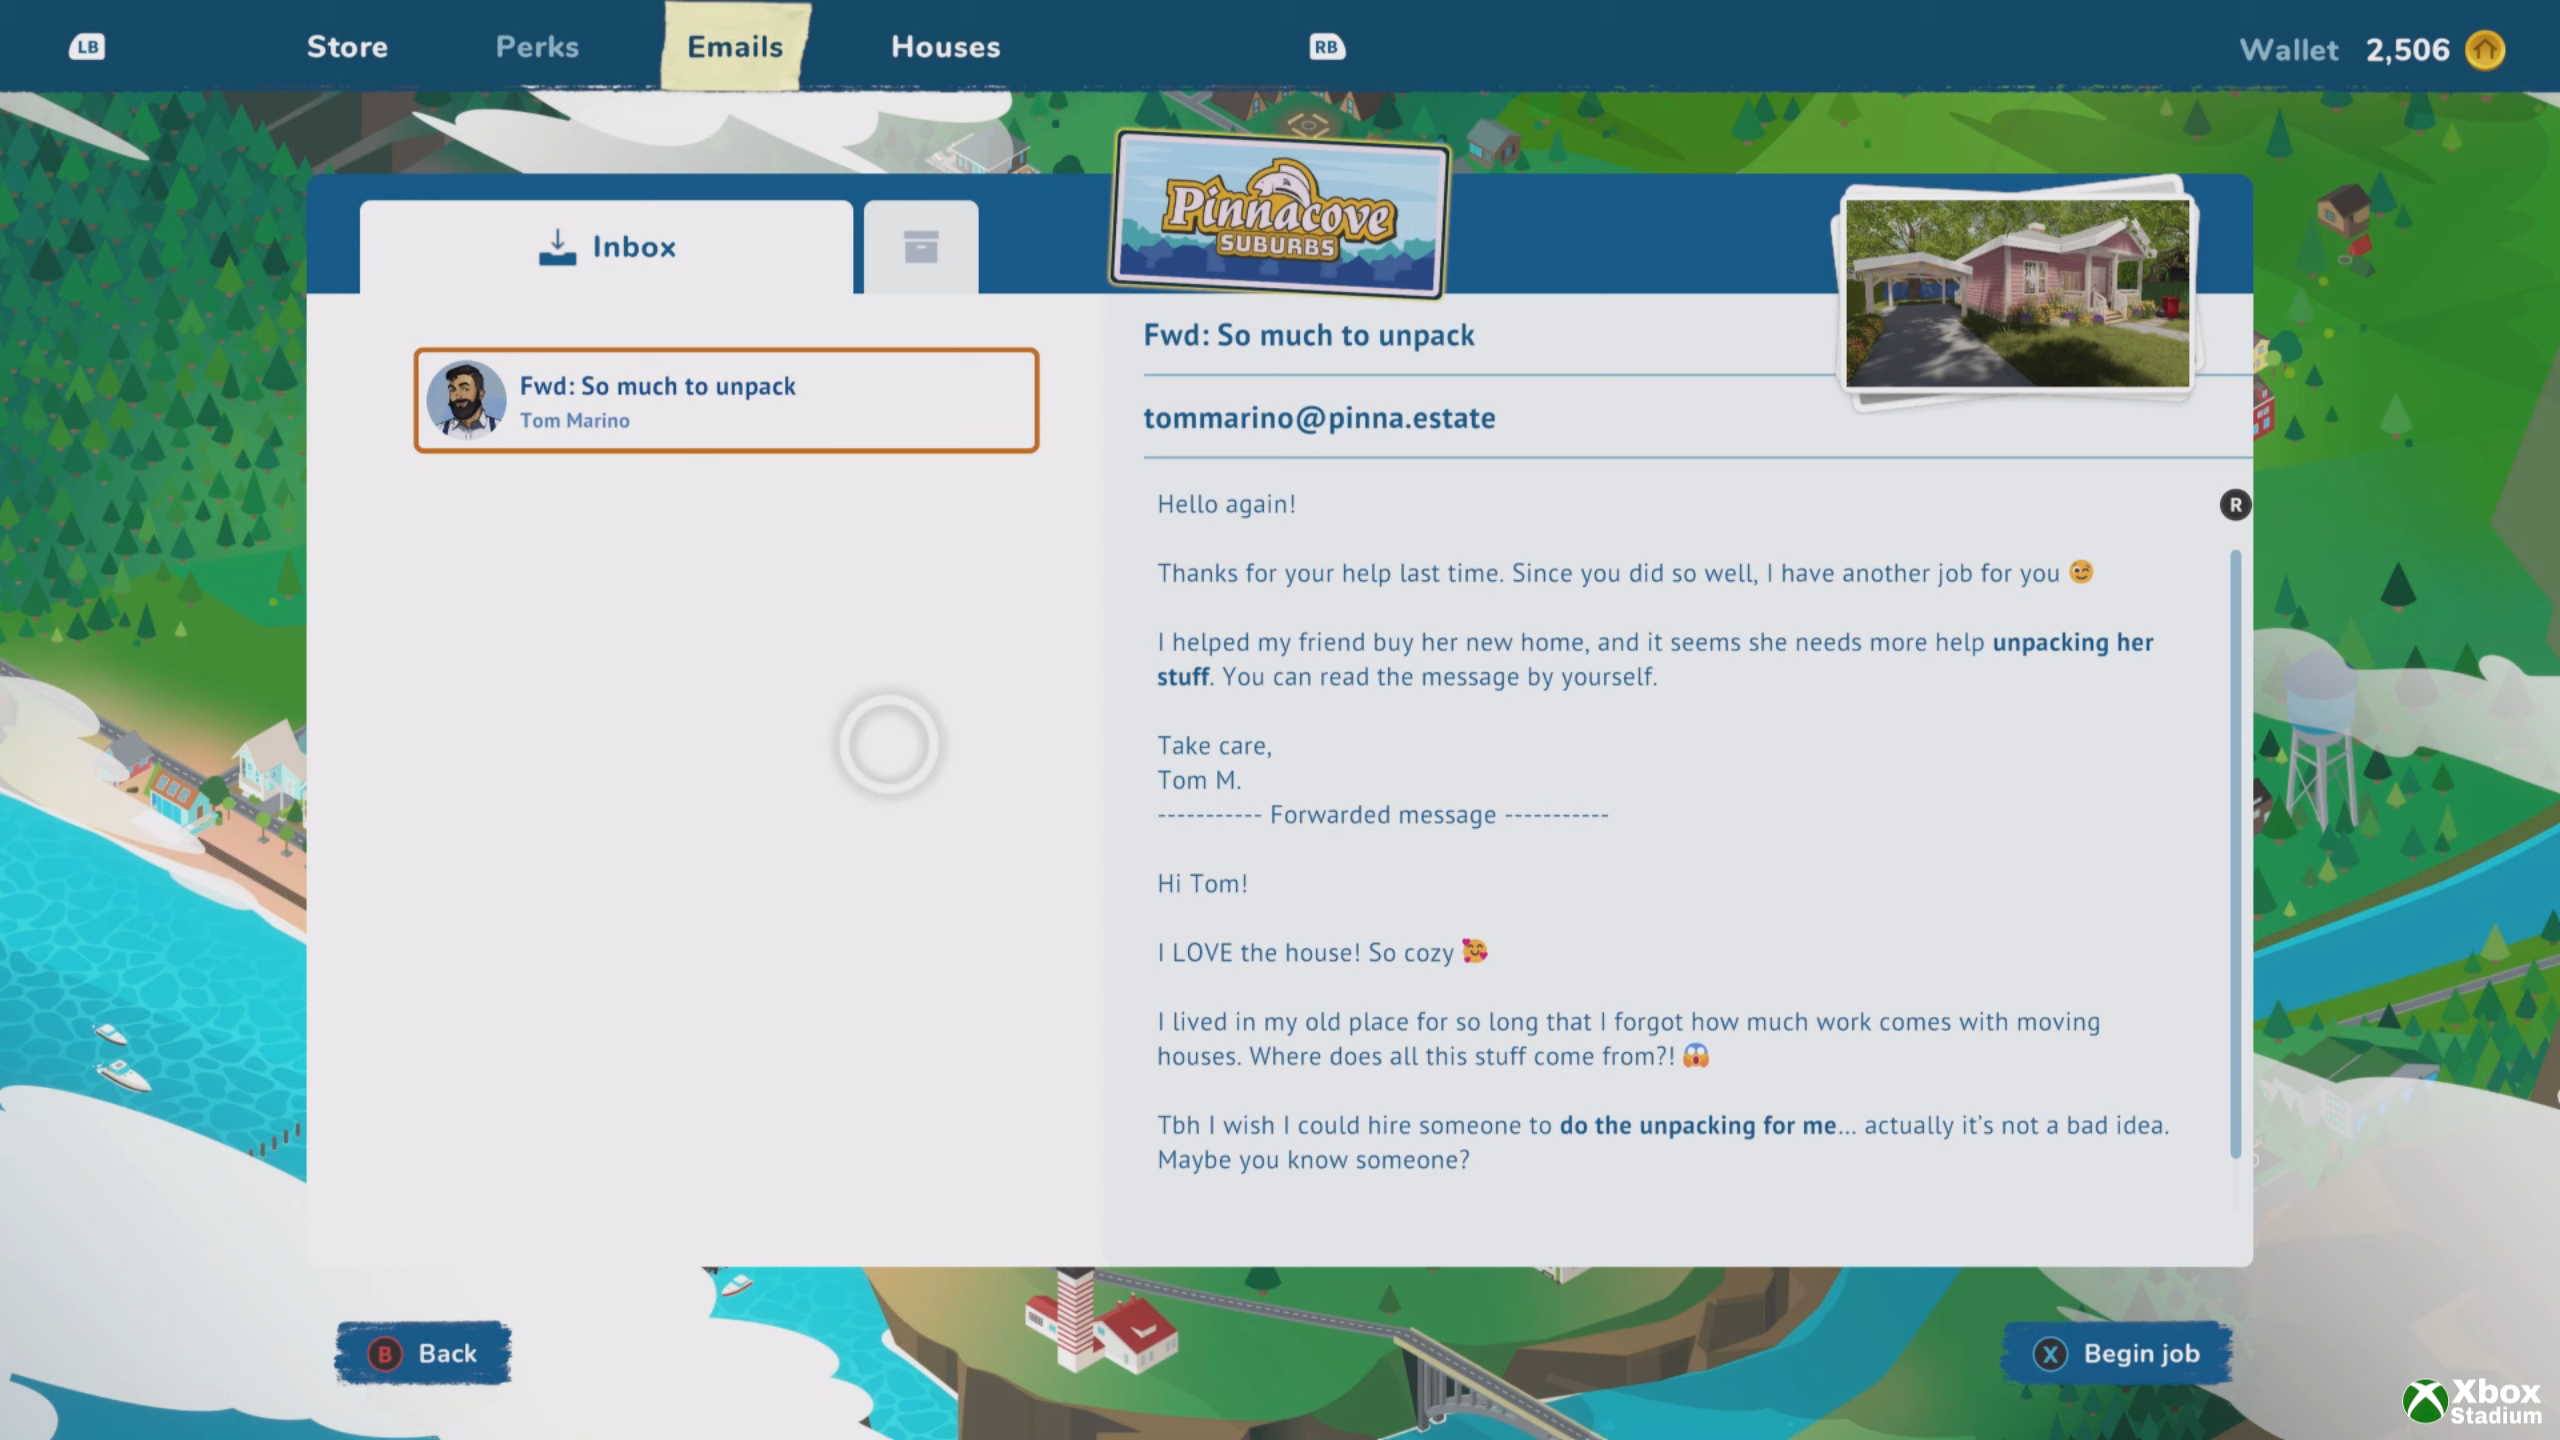 LB
Store
Perks
Emails
Houses
RB
Wallet 2,506
Inbox
Pinnacove
SUBURBS
Fwd: So much to unpack
Tom Marino
Fwd: So much to unpack
tommarino@pinna.estate
R
Hello again!
Thanks for your help last time. Since you did so well, I have another job for you 😉
I helped my friend buy her new home, and it seems she needs more help unpacking her
stuff. You can read the message by yourself.
Take care,
Tom M.
----------- Forwarded message -----------
Hi Tom!
I LOVE the house! So cozy 🥰
I lived in my old place for so long that I forgot how much work comes with moving
houses. Where does all this stuff come from?! 😱
Tbh I wish I could hire someone to do the unpacking for me... actually it's not a bad idea.
Maybe you know someone?
B Back
X Begin job
Xbox
Stadium